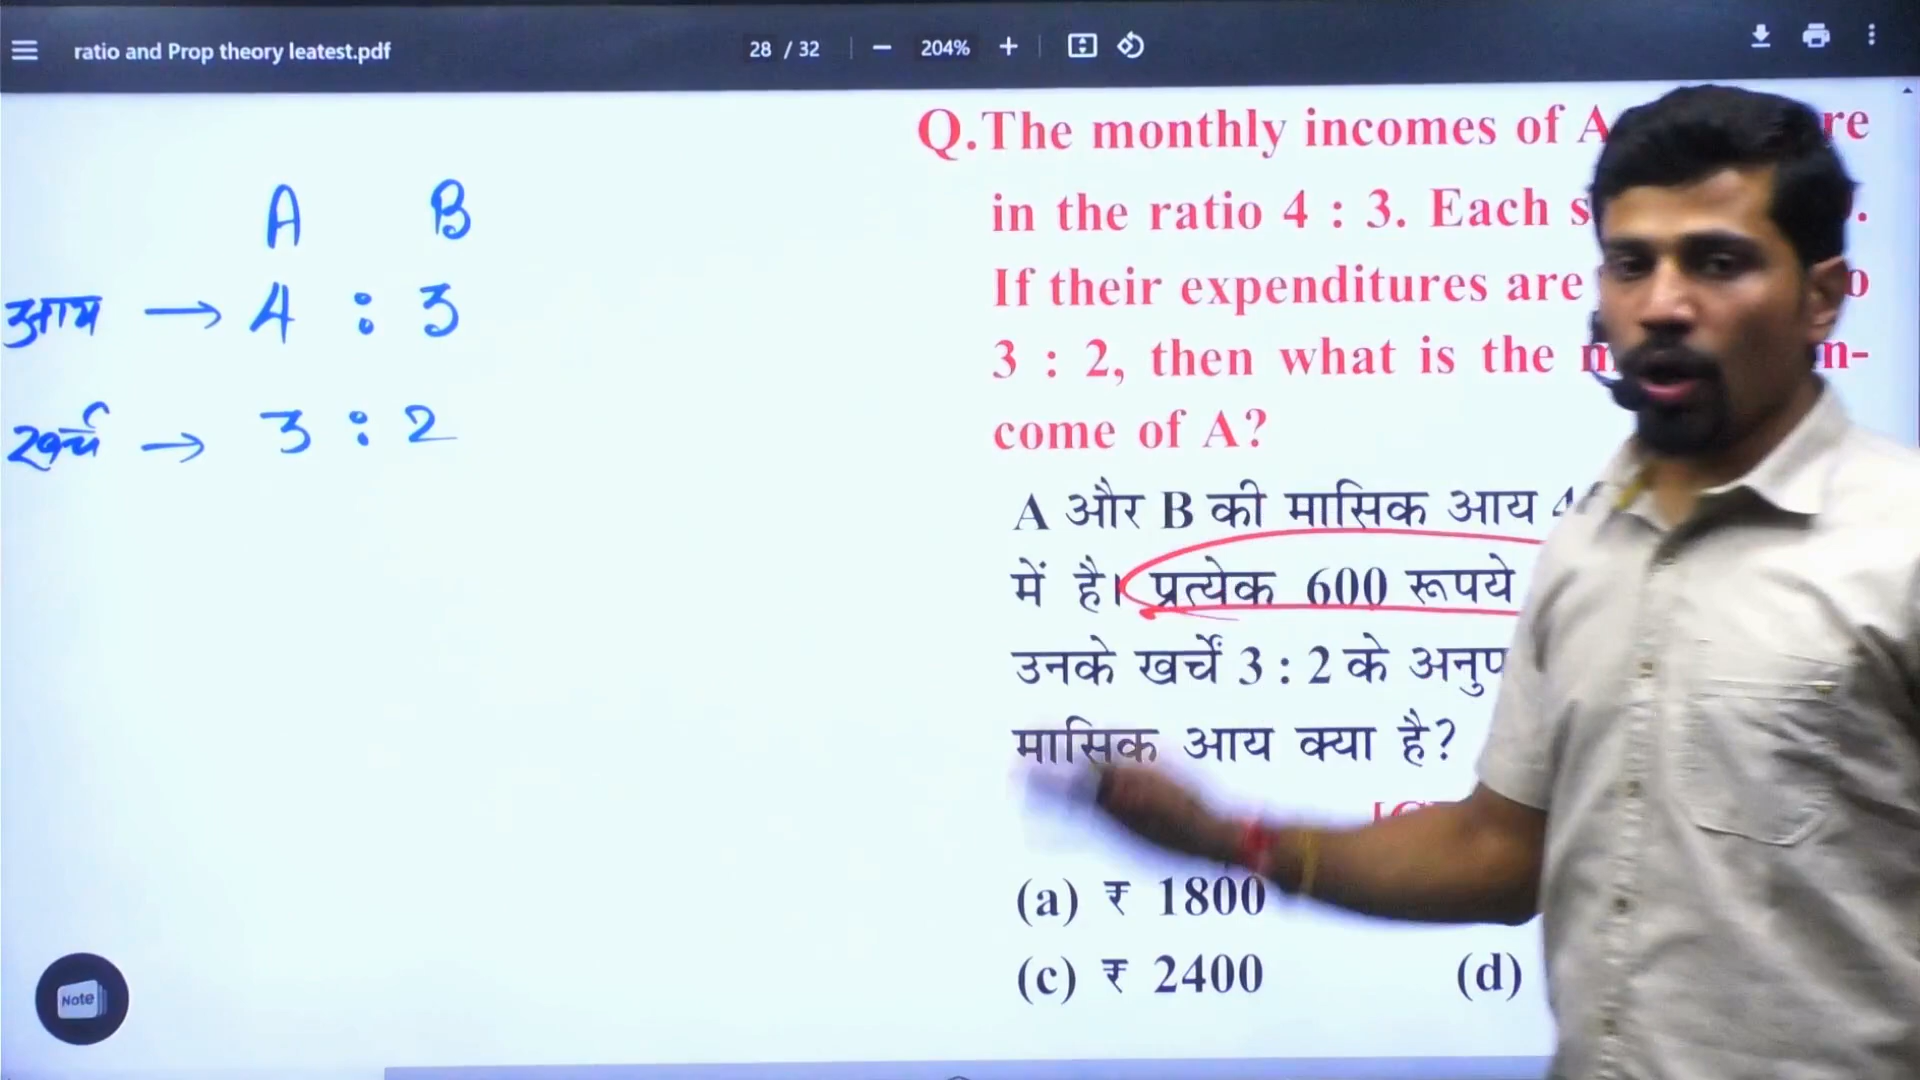 ratio and Prop theory leatest.pdf
28 / 32
204%
Q.The monthly incomes of A
in the ratio 4 : 3. Each
If their expenditures are
3 : 2, then what is the
come of A?
A और B की मासिक आय
में है। प्रत्येक 600 रूपये
उनके खर्चें 3 : 2 के
मासिक आय क्या है?
(a) ₹ 1800
(c) ₹ 2400 (d)
A B
आय → 4 : 3
खर्च → 3 : 2
Note